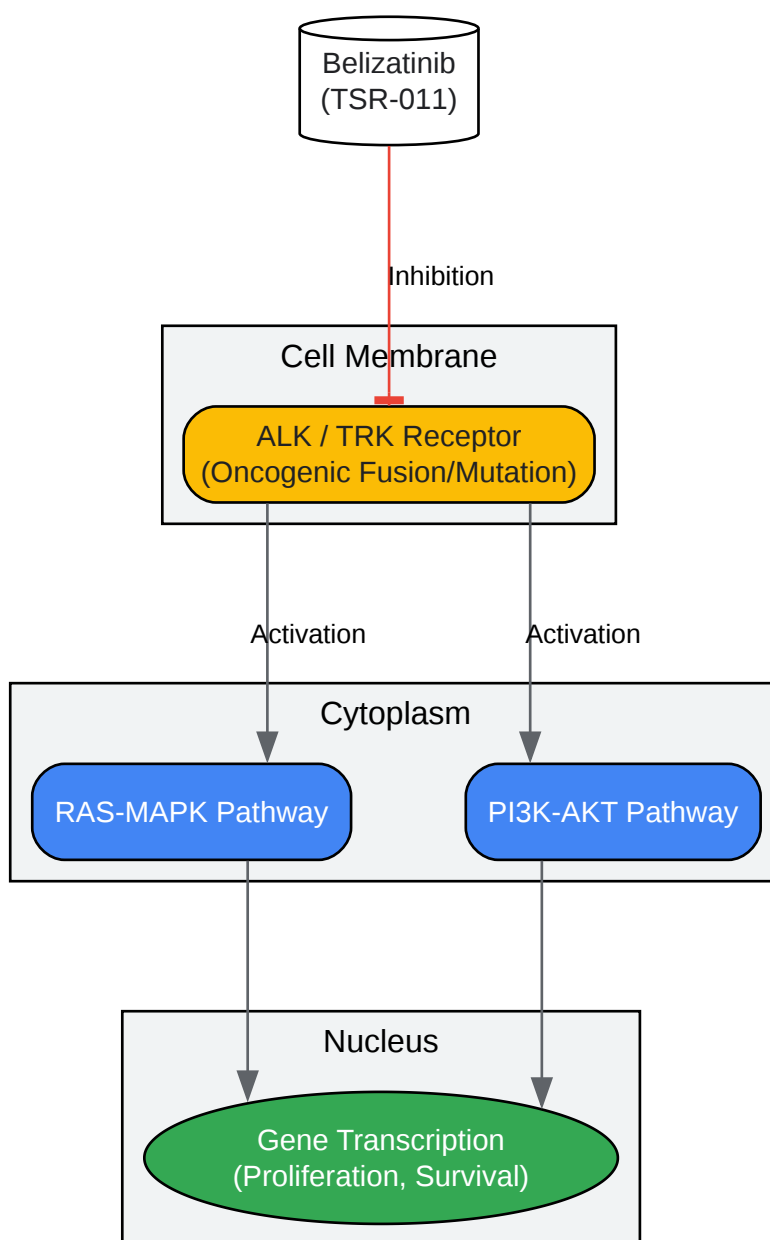 Belizatinib
(TSR-011)
Inhibition
Cell Membrane
ALK / TRK Receptor
(Oncogenic Fusion/Mutation)
Activation
Activation
Cytoplasm
RAS-MAPK Pathway
PI3K-AKT Pathway
Nucleus
Gene Transcription
(Proliferation, Survival)